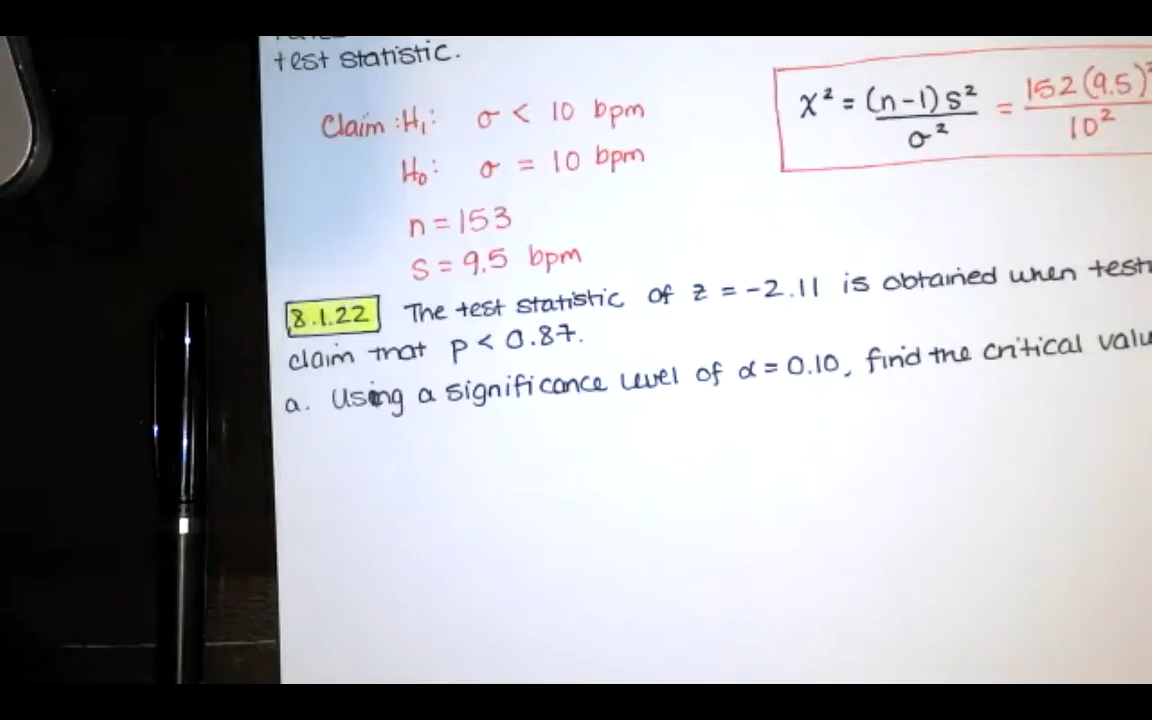 test statistic.
Claim: H₁: σ < 10 bpm
H₀: σ = 10 bpm
n = 153
s = 9.5 bpm
χ² = (n-1)s² / σ² = 152(9.5)² / 10²
8.1.22 The test statistic of z = -2.11 is obtained when
claim that p < 0.87.
a. Using a significance level of α = 0.10, find the critical